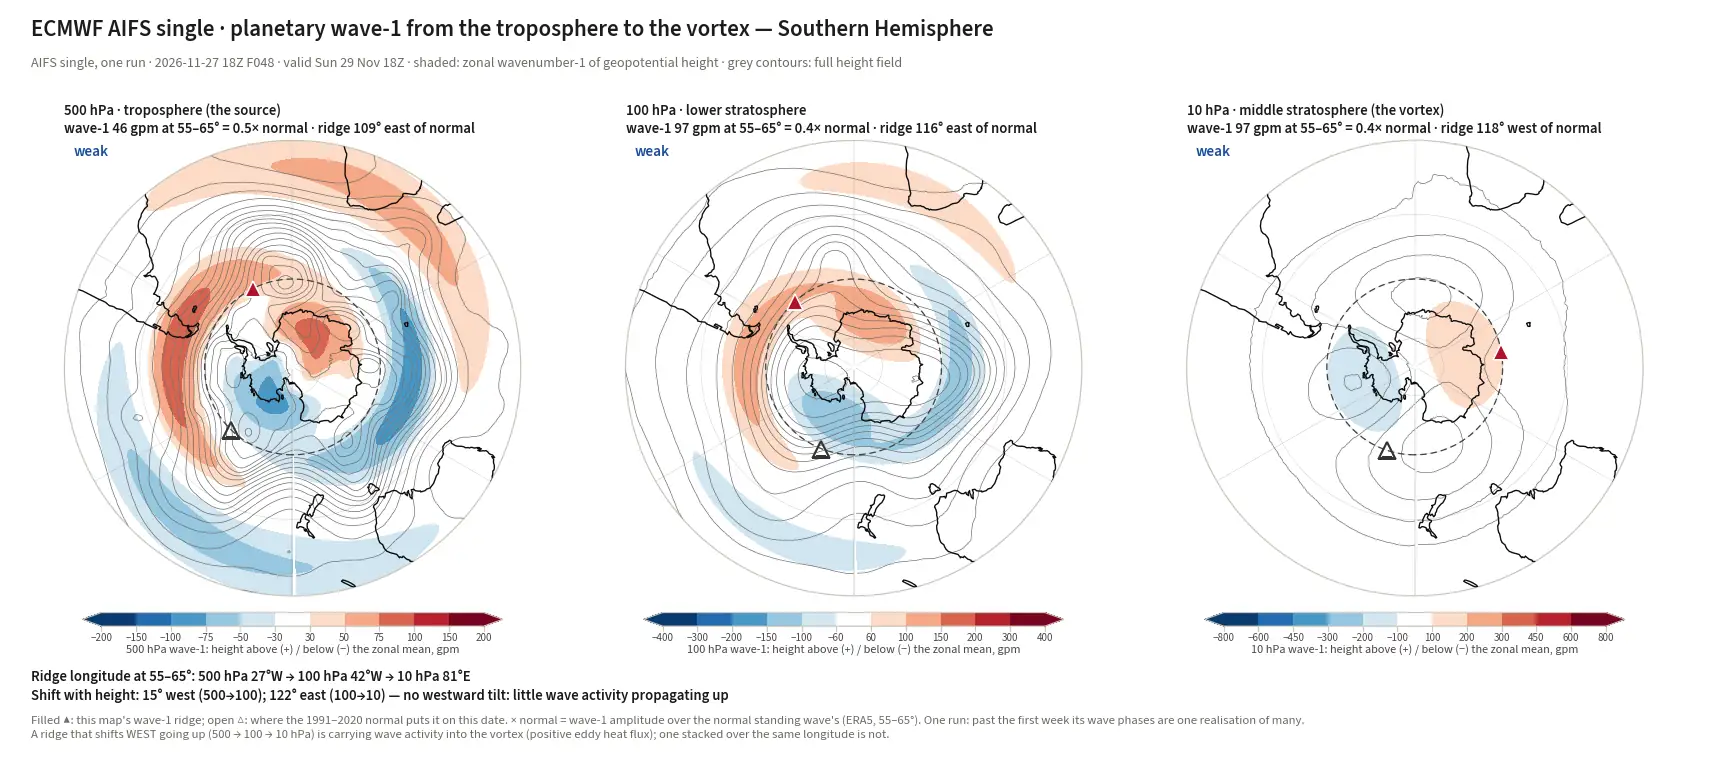 ECMWF AIFS single · planetary wave-1 from the troposphere to the vortex — Southern Hemisphere
AIFS single, one run · 2026-11-27 18Z F048 · valid Sun 29 Nov 18Z · shaded: zonal wavenumber-1 of geopotential height · grey contours: full height field
500 hPa · troposphere (the source)
wave-1 46 gpm at 55–65° = 0.5× normal · ridge 109° east of normal
weak
100 hPa · lower stratosphere
wave-1 97 gpm at 55–65° = 0.4× normal · ridge 116° east of normal
weak
10 hPa · middle stratosphere (the vortex)
wave-1 97 gpm at 55–65° = 0.4× normal · ridge 118° west of normal
weak
−200 −150 −100 −75 −50 −30 30 50 75 100 150 200
500 hPa wave-1: height above (+) / below (−) the zonal mean, gpm
−400 −300 −200 −150 −100 −60 60 100 150 200 300 400
100 hPa wave-1: height above (+) / below (−) the zonal mean, gpm
−800 −600 −450 −300 −200 −100 100 200 300 450 600 800
10 hPa wave-1: height above (+) / below (−) the zonal mean, gpm
Ridge longitude at 55–65°: 500 hPa 27°W → 100 hPa 42°W → 10 hPa 81°E
Shift with height: 15° west (500→100); 122° east (100→10) — no westward tilt: little wave activity propagating up
Filled ▲: this map's wave-1 ridge; open △: where the 1991–2020 normal puts it on this date. × normal = wave-1 amplitude over the normal standing wave's (ERA5, 55–65°). One run: past the first week its wave phases are one realisation of many.
A ridge that shifts WEST going up (500 → 100 → 10 hPa) is carrying wave activity into the vortex (positive eddy heat flux); one stacked over the same longitude is not.